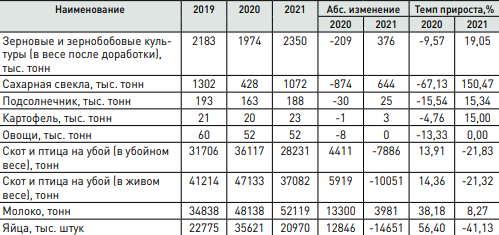 Наименование 2019 2020 2021 Абс. изменение Темп прироста,%
2020 2021 2020 2021
Зерновые и зернобобовые куль-
туры (в весе после доработки),
тыс. тонн 2183 1974 2350 -209 376 -9,57 19,05
Сахарная свекла, тыс. тонн 1302 428 1072 -874 644 -67,13 150,47
Подсолнечник, тыс. тонн 193 163 188 -30 25 -15,54 15,34
Картофель, тыс. тонн 21 20 23 -1 3 -4,76 15,00
Овощи, тыс. тонн 60 52 52 -8 0 -13,33 0,00
Скот и птица на убой (в убойном
весе), тонн 31706 36117 28231 4411 -7886 13,91 -21,83
Скот и птица на убой (в живом
весе), тонн 41214 47133 37082 5919 -10051 14,36 -21,32
Молоко, тонн 34838 48138 52119 13300 3981 38,18 8,27
Яйца, тыс. штук 22775 35621 20970 12846 -14651 56,40 -41,13